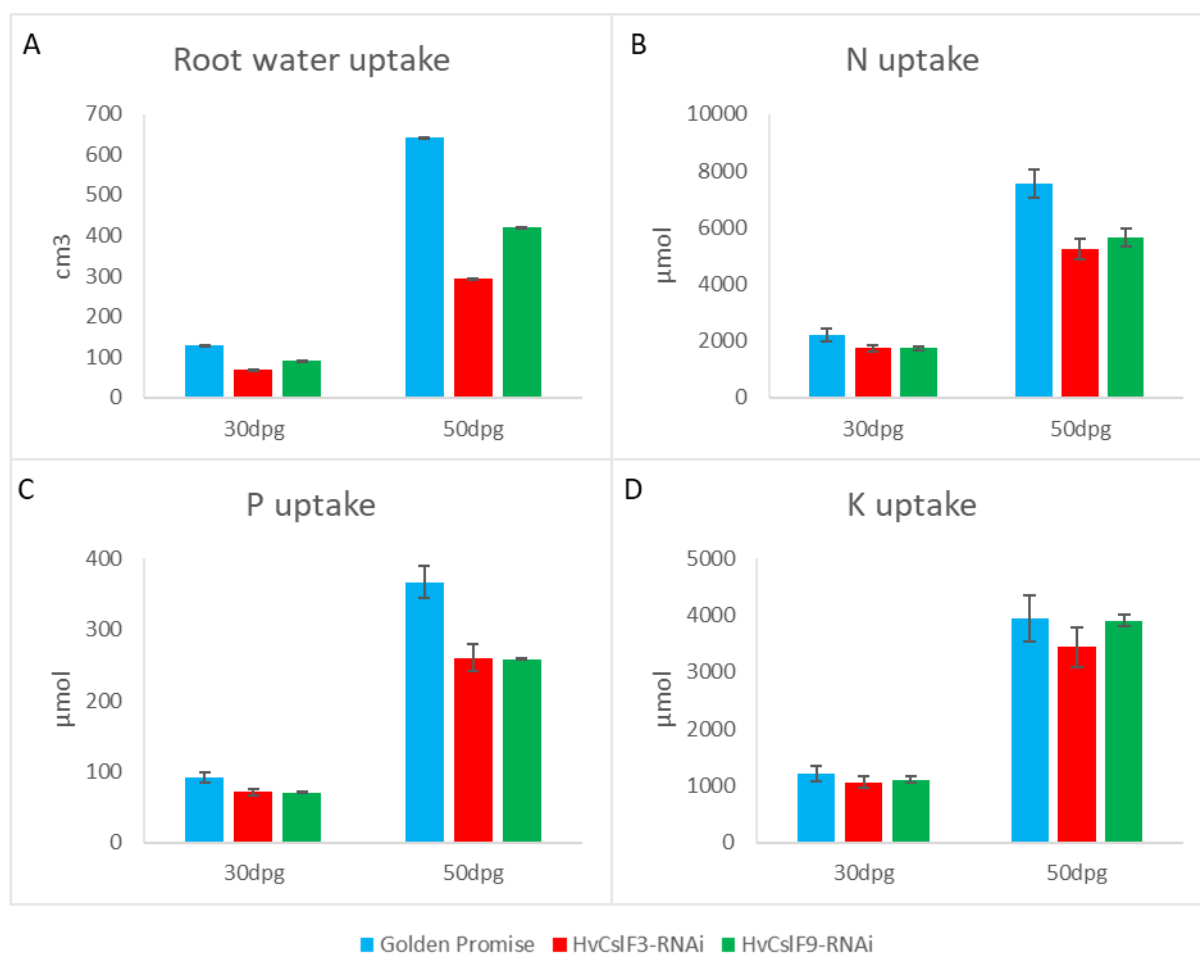 A
Root water uptake
700
600
500
400
300
200
100
0
cm3
30dpg
50dpg
B
N uptake
10000
8000
6000
4000
2000
0
µmol
30dpg
50dpg
C
P uptake
400
300
200
100
0
µmol
30dpg
50dpg
D
K uptake
5000
4000
3000
2000
1000
0
µmol
30dpg
50dpg
Golden Promise HvCslF3-RNAi HvCslF9-RNAi